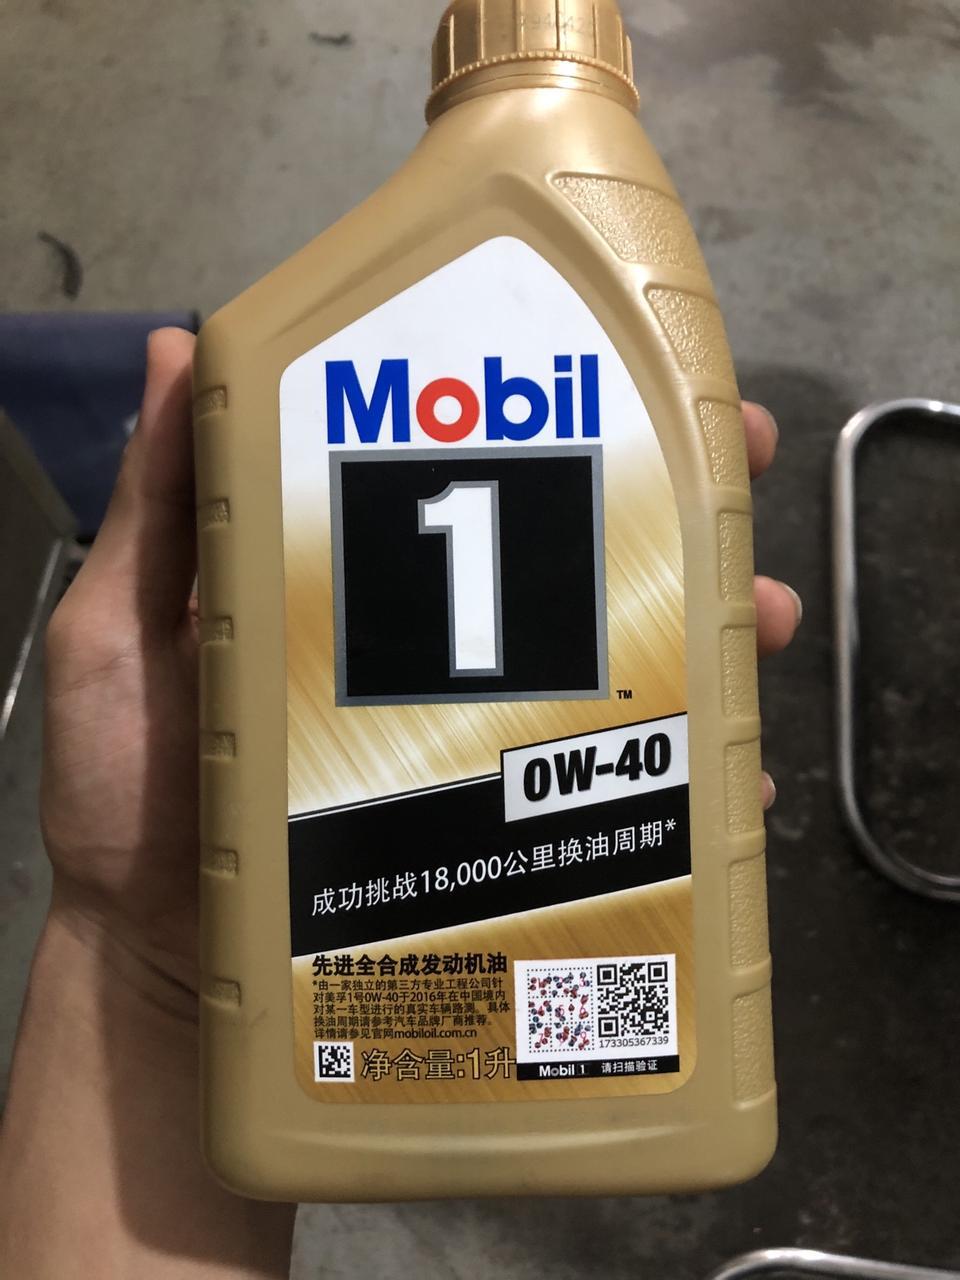 Mobil
1
TM
0W-40
成功挑战18,000公里换油周期*
先进全合成发动机油
*由一家独立的第三方专业工程公司针
对美孚1号0W-40于2016年在中国境内
对某一车型进行的真实车辆路测。具体
换油周期请参考汽车品牌厂商推荐。
详情请参见官网mobiloil.com.cn
净含量:1升
173305367339
Mobil 1 请扫描验证